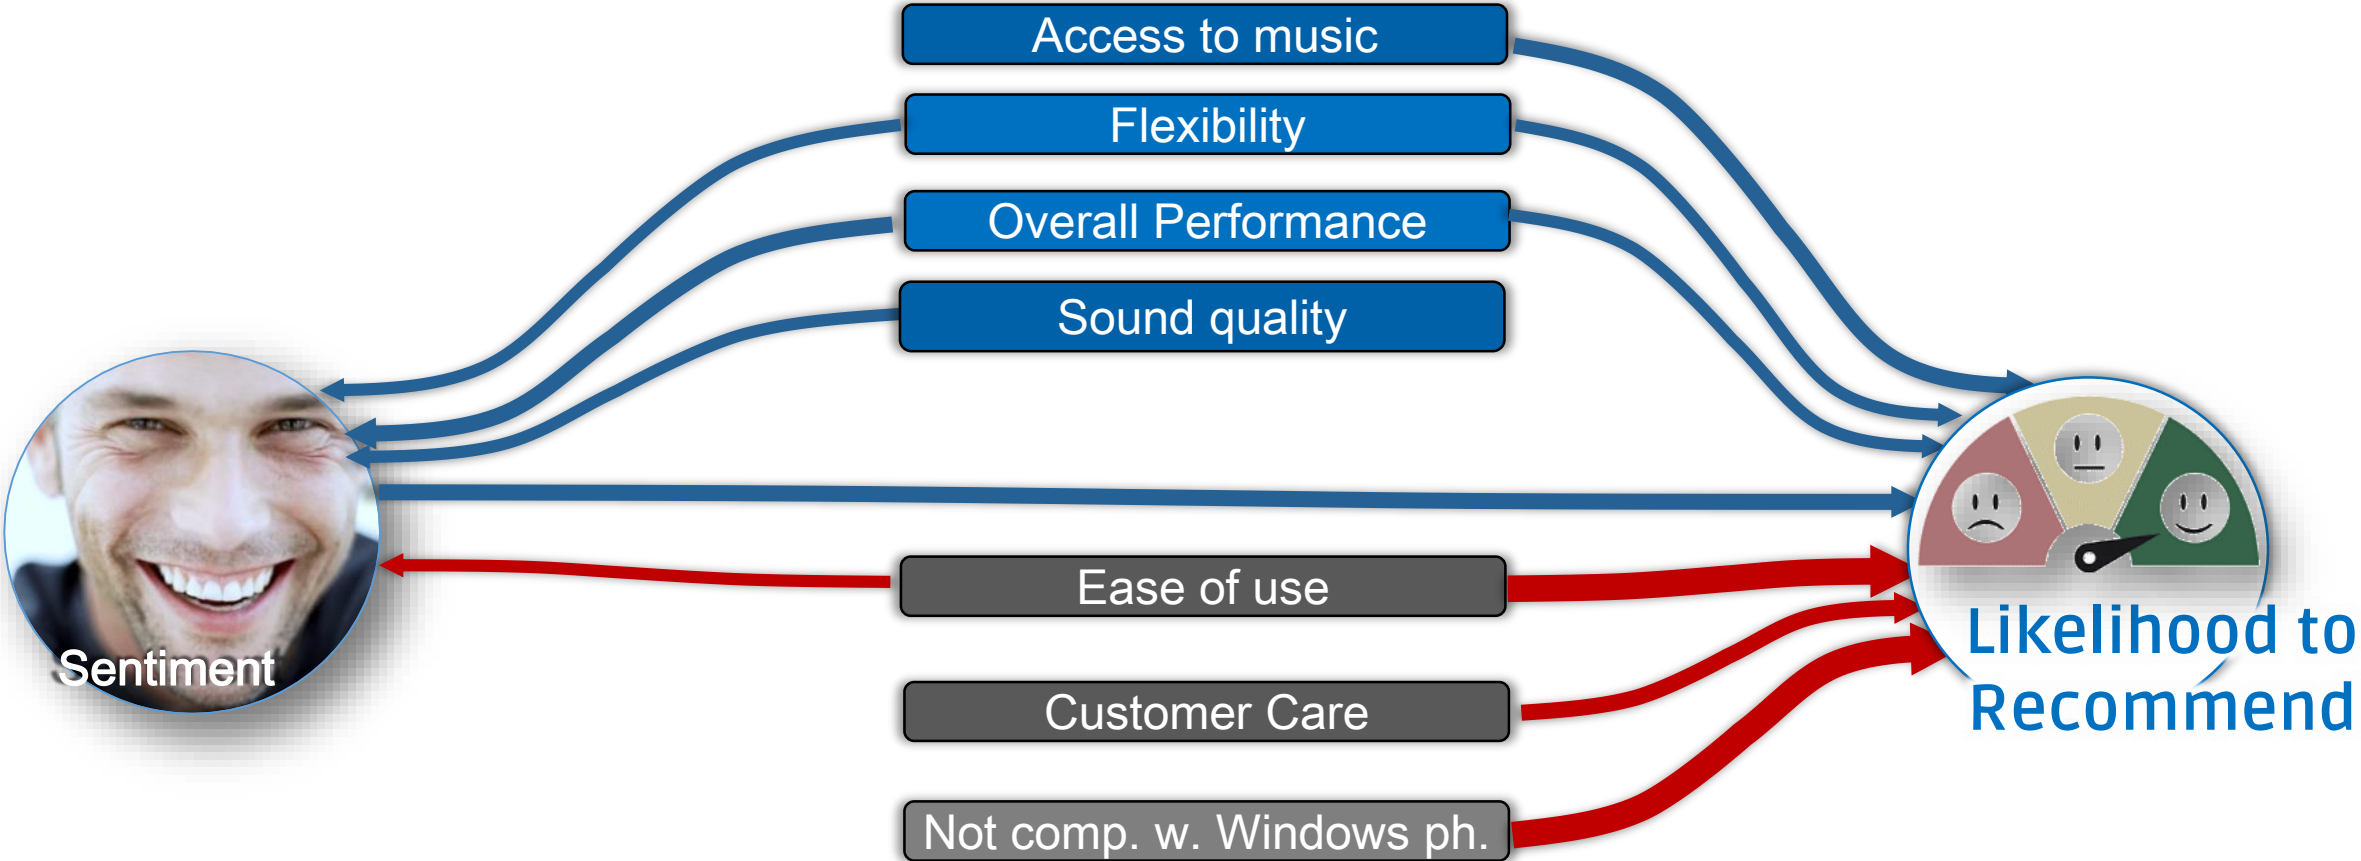 Access to music
Flexibility
Overall Performance
Sound quality
Sentiment
Ease of use
Customer Care
Not comp. w. Windows ph.
Likelihood to
Recommend